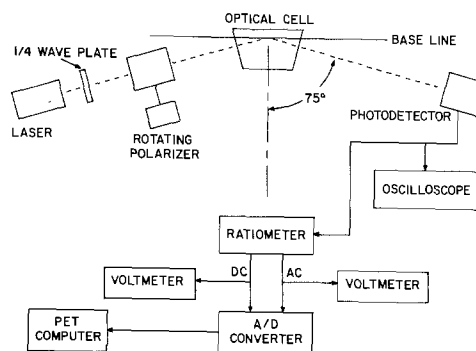 OPTICAL CELL
BASE LINE
1/4 WAVE PLATE
LASER
ROTATING
POLARIZER
75°
PHOTODETECTOR
OSCILLOSCOPE
RATIOMETER
DC
AC
VOLTMETER
VOLTMETER
PET
COMPUTER
A/D
CONVERTER